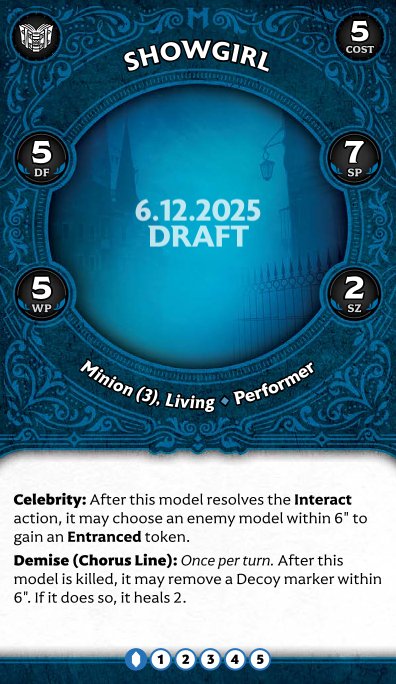 SHOWGIRL
5
COST
5
DF
7
SP
6.12.2025
DRAFT
5
WP
2
SZ
Minion (3), Living ⬥ Performer
Celebrity: After this model resolves the Interact
action, it may choose an enemy model within 6" to
gain an Entranced token.
Demise (Chorus Line): Once per turn. After this
model is killed, it may remove a Decoy marker within
6". If it does so, it heals 2.
1 2 3 4 5